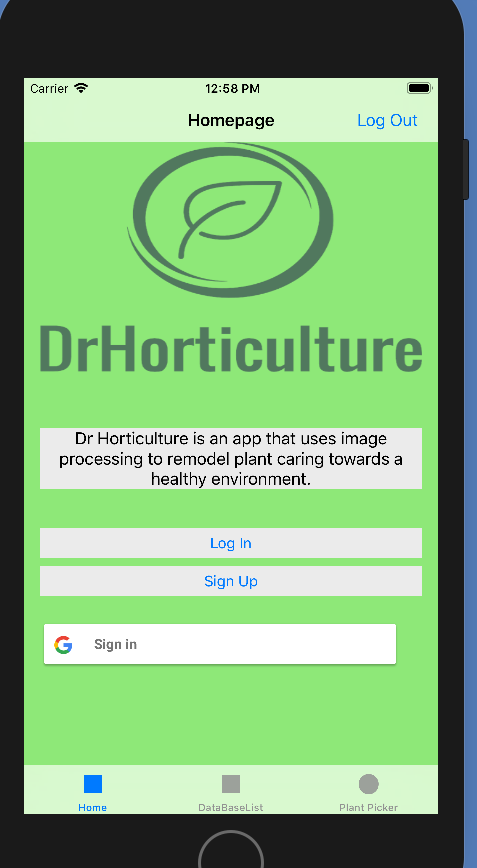 Carrier 12:58 PM
Homepage Log Out
DrHorticulture
Dr Horticulture is an app that uses image
processing to remodel plant caring towards a
healthy environment.
Log In
Sign Up
G Sign in
Home DataBaseList Plant Picker